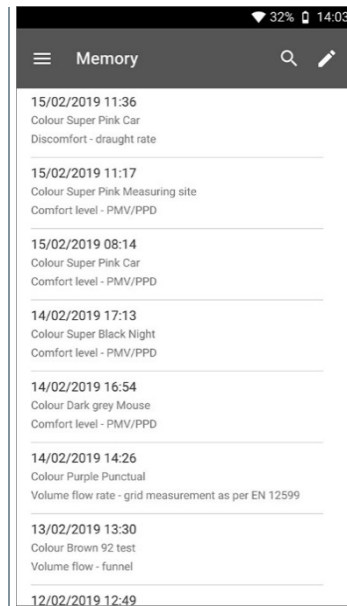 32% 14:03
Memory
15/02/2019 11:36
Colour Super Pink Car
Discomfort - draught rate
15/02/2019 11:17
Colour Super Pink Measuring site
Comfort level - PMV/PPD
15/02/2019 08:14
Colour Super Pink Car
Comfort level - PMV/PPD
14/02/2019 17:13
Colour Super Black Night
Comfort level - PMV/PPD
14/02/2019 16:54
Colour Dark grey Mouse
Comfort level - PMV/PPD
14/02/2019 14:26
Colour Purple Punctual
Volume flow rate - grid measurement as per EN 12599
13/02/2019 13:30
Colour Brown 92 test
Volume flow - funnel
12/02/2019 12:49